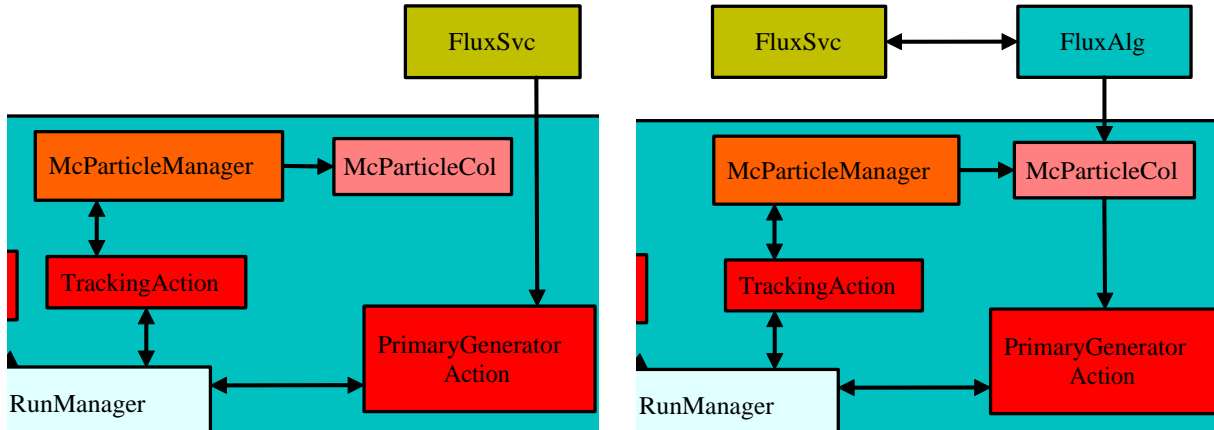 FluxSvc
McParticleManager
McParticleCol
TrackingAction
PrimaryGenerator
Action
RunManager
FluxSvc
FluxAlg
McParticleManager
McParticleCol
TrackingAction
PrimaryGenerator
Action
RunManager